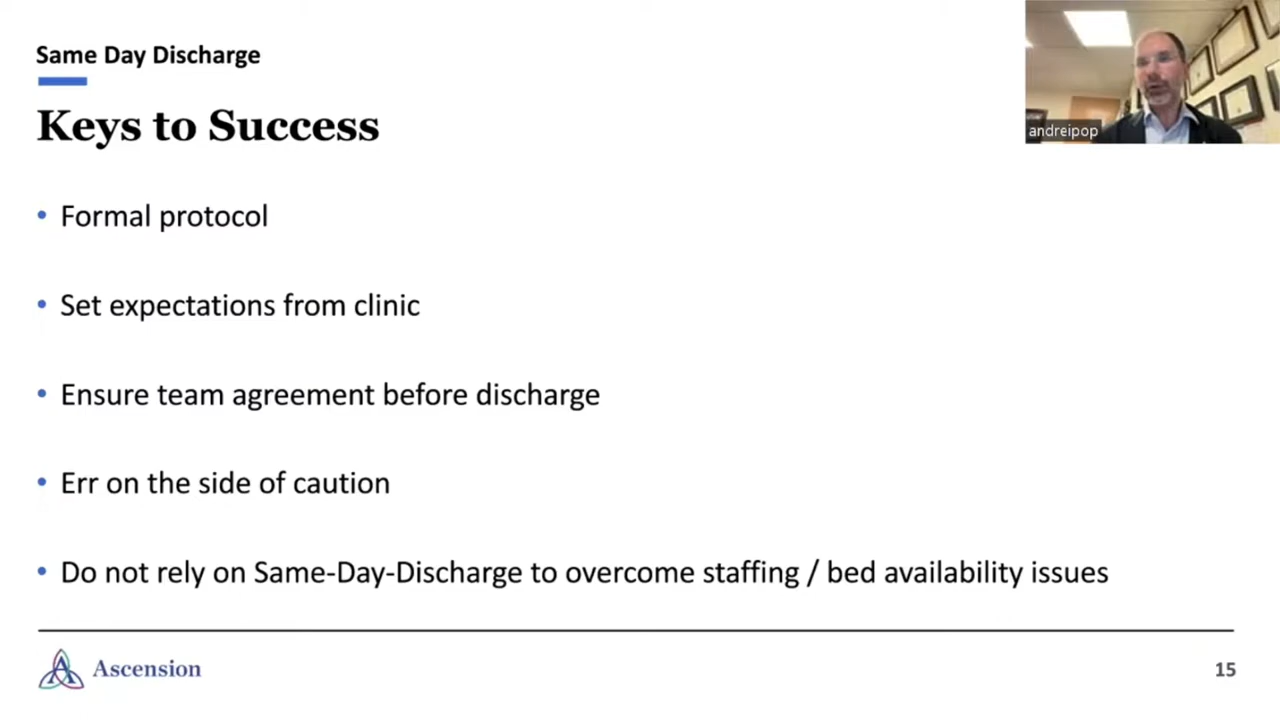 Same Day Discharge
Keys to Success
andreipop
• Formal protocol
• Set expectations from clinic
• Ensure team agreement before discharge
• Err on the side of caution
• Do not rely on Same-Day-Discharge to overcome staffing / bed availability issues
Ascension
15